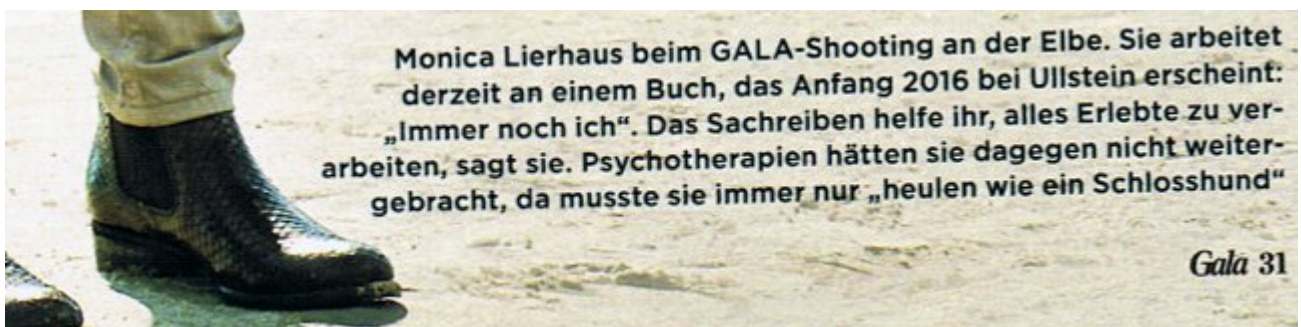 Monica Lierhaus beim GALA-Shooting an der Elbe. Sie arbeitet
derzeit an einem Buch, das Anfang 2016 bei Ullstein erscheint:
„Immer noch ich“. Das Sachreiben helfe ihr, alles Erlebte zu ver-
arbeiten, sagt sie. Psychotherapien hätten sie dagegen nicht weiter-
gebracht, da musste sie immer nur „heulen wie ein Schlosshund“
Gala 31